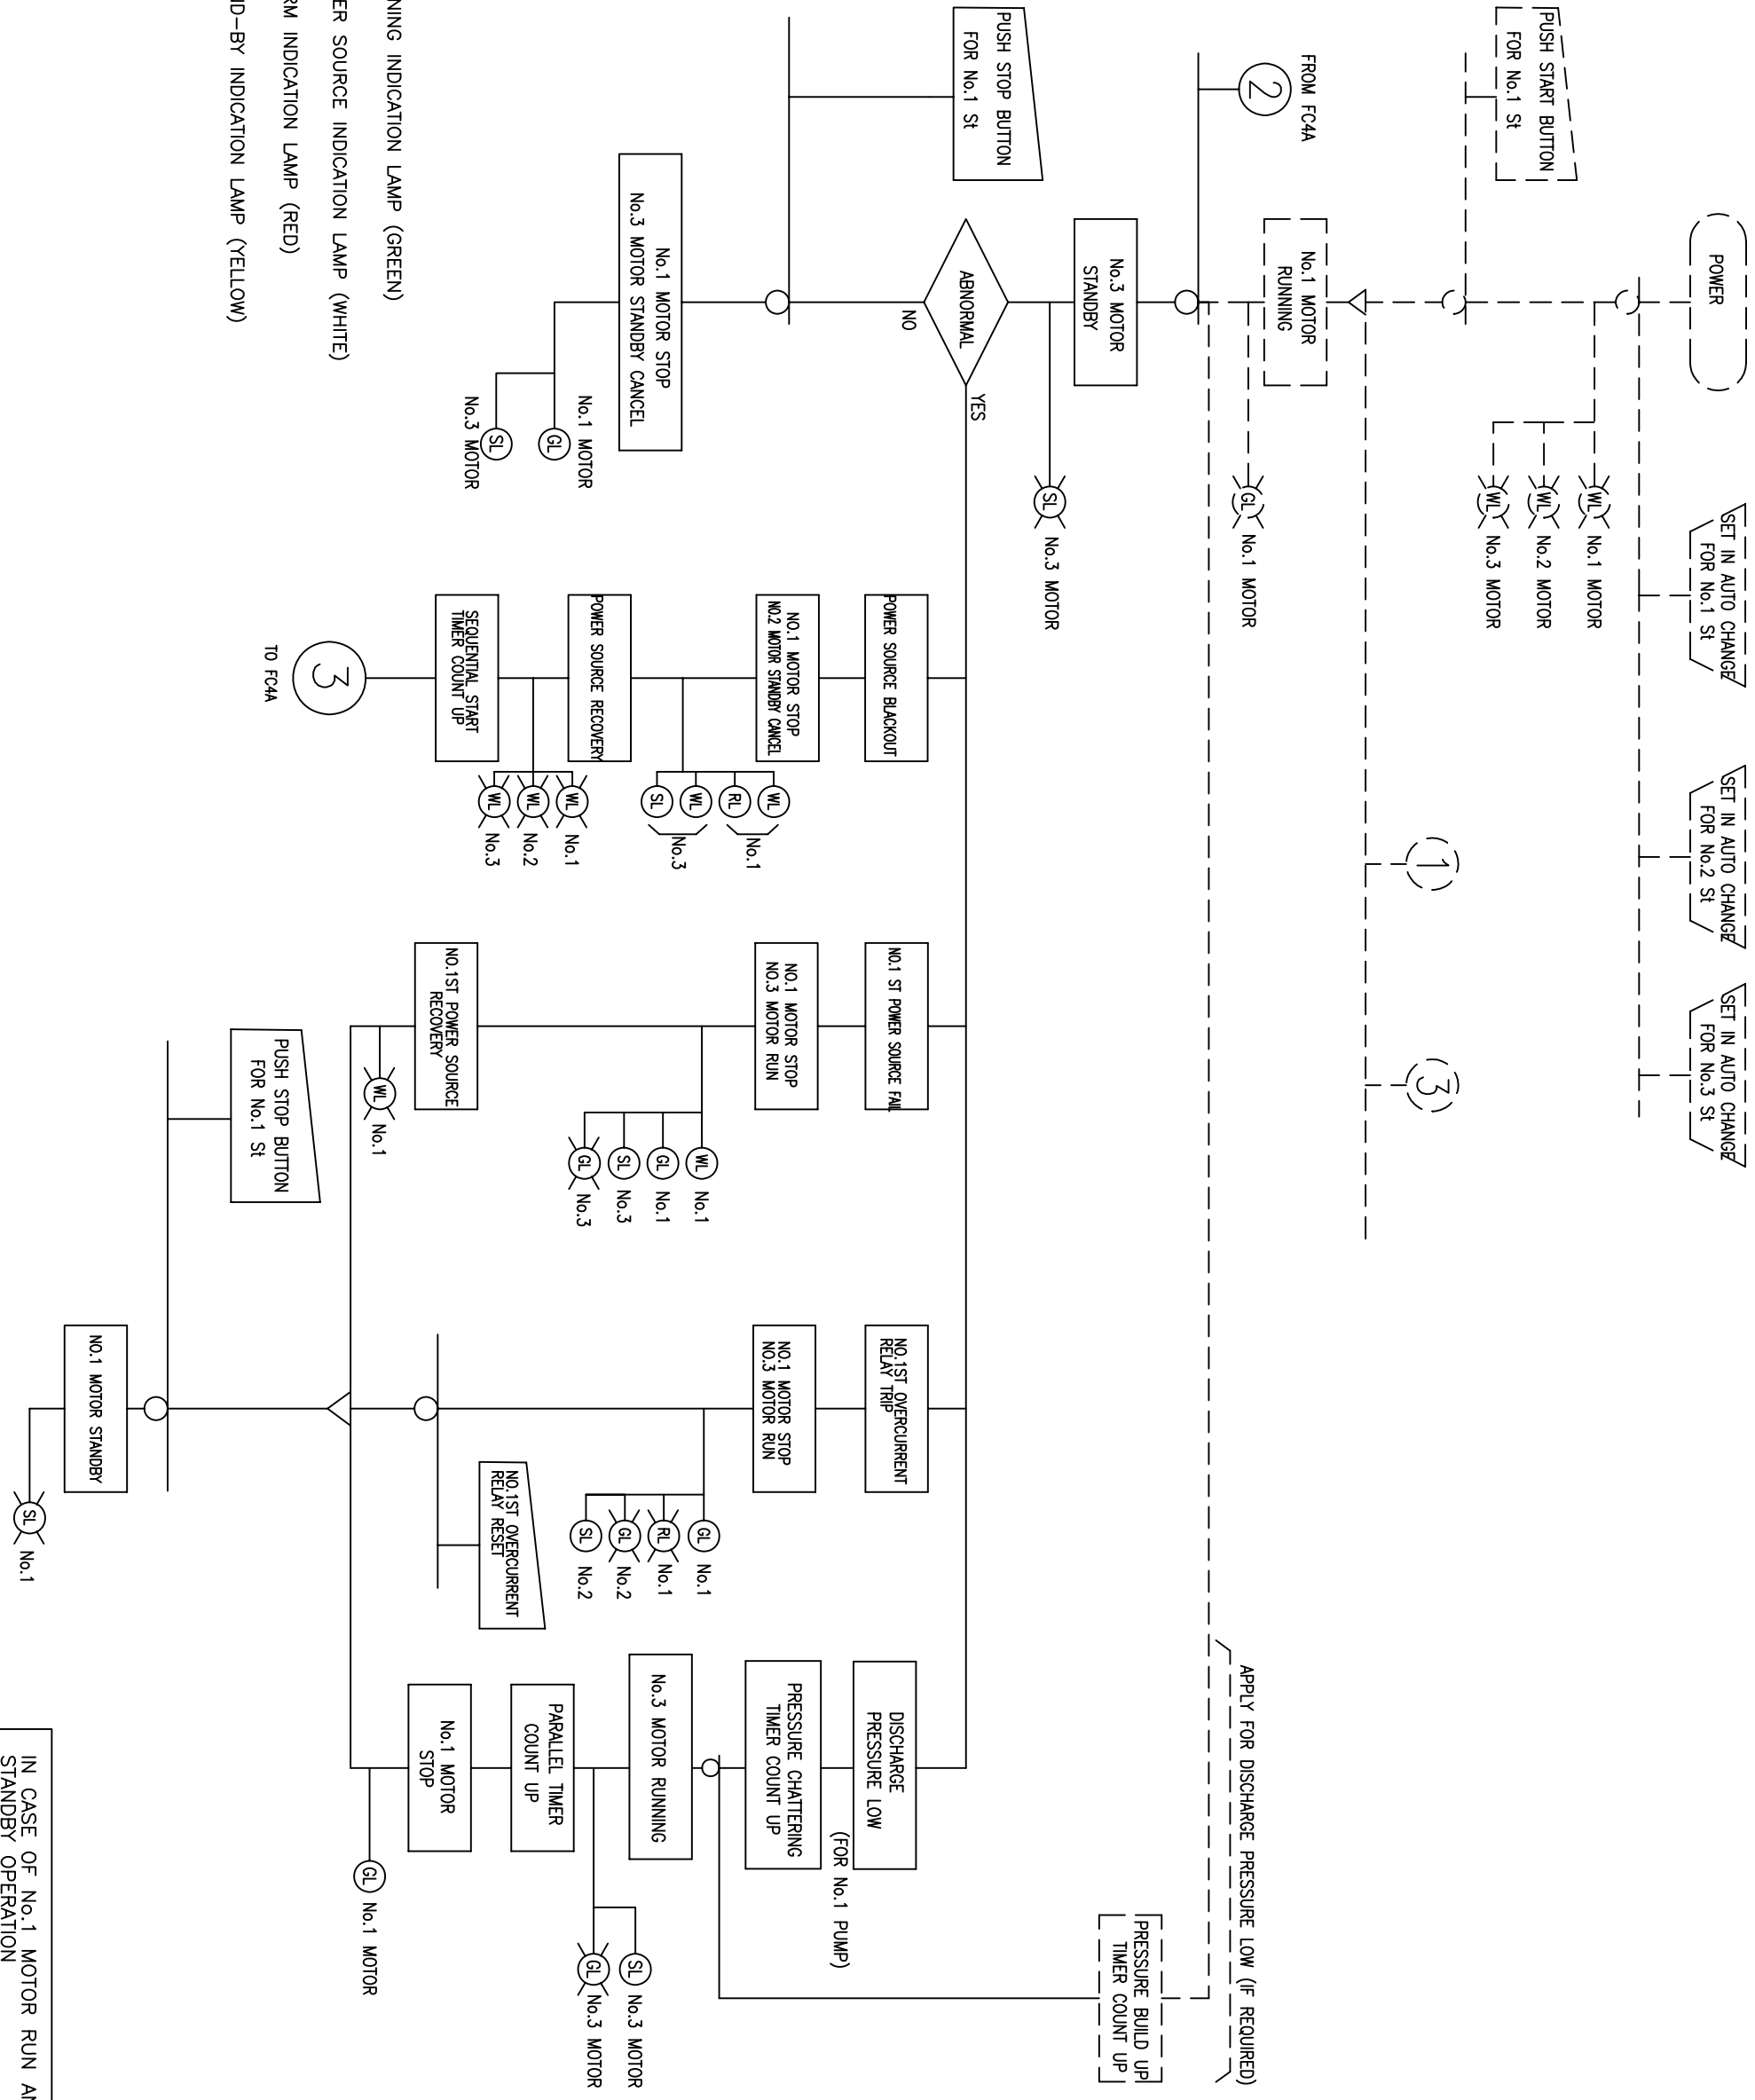 POWER
SET IN AUTO CHANGE
FOR No.1 St
SET IN AUTO CHANGE
FOR No.2 St
SET IN AUTO CHANGE
FOR No.3 St
WL No.1 MOTOR
WL No.2 MOTOR
WL No.3 MOTOR
PUSH START BUTTON
FOR No.1 St
1
3
No.1 MOTOR
RUNNING
GL No.1 MOTOR
FROM FC4A
2
APPLY FOR DISCHARGE PRESSURE LOW (IF REQUIRED)
PRESSURE BUILD UP
TIMER COUNT UP
No.3 MOTOR
STANDBY
SL No.3 MOTOR
PUSH STOP BUTTON
FOR No.1 St
ABNORMAL
YES
NO
No.1 MOTOR STOP
No.3 MOTOR STANDBY CANCEL
GL No.1 MOTOR
SL No.3 MOTOR
POWER SOURCE BLACKOUT
NO.1 MOTOR STOP
NO.2 MOTOR STANDBY CANCEL
WL
RL
No.1
WL
SL
No.3
POWER SOURCE RECOVERY
WL No.1
WL No.2
WL No.3
SEQUENTIAL START
TIMER COUNT UP
3
TO FC4A
NO.1 ST POWER SOURCE FAIL
NO.1 MOTOR STOP
NO.3 MOTOR RUN
WL No.1
GL No.1
SL No.3
GL No.3
NO.1ST POWER SOURCE
RECOVERY
WL No.1
NO.1ST OVERCURRENT
RELAY TRIP
NO.1 MOTOR STOP
NO.3 MOTOR RUN
GL No.1
RL No.1
GL No.2
SL No.2
NO.1ST OVERCURRENT
RELAY RESET
DISCHARGE
PRESSURE LOW
(FOR No.1 PUMP)
PRESSURE CHATTERING
TIMER COUNT UP
No.3 MOTOR RUNNING
SL No.3 MOTOR
GL No.3 MOTOR
PARALLEL TIMER
COUNT UP
No.1 MOTOR
STOP
GL No.1 MOTOR
PUSH STOP BUTTON
FOR No.1 St
NO.1 MOTOR STANDBY
SL No.1
NING INDICATION LAMP (GREEN)
ER SOURCE INDICATION LAMP (WHITE)
RM INDICATION LAMP (RED)
ND-BY INDICATION LAMP (YELLOW)
IN CASE OF No.1 MOTOR RUN AN
STANDBY OPERATION